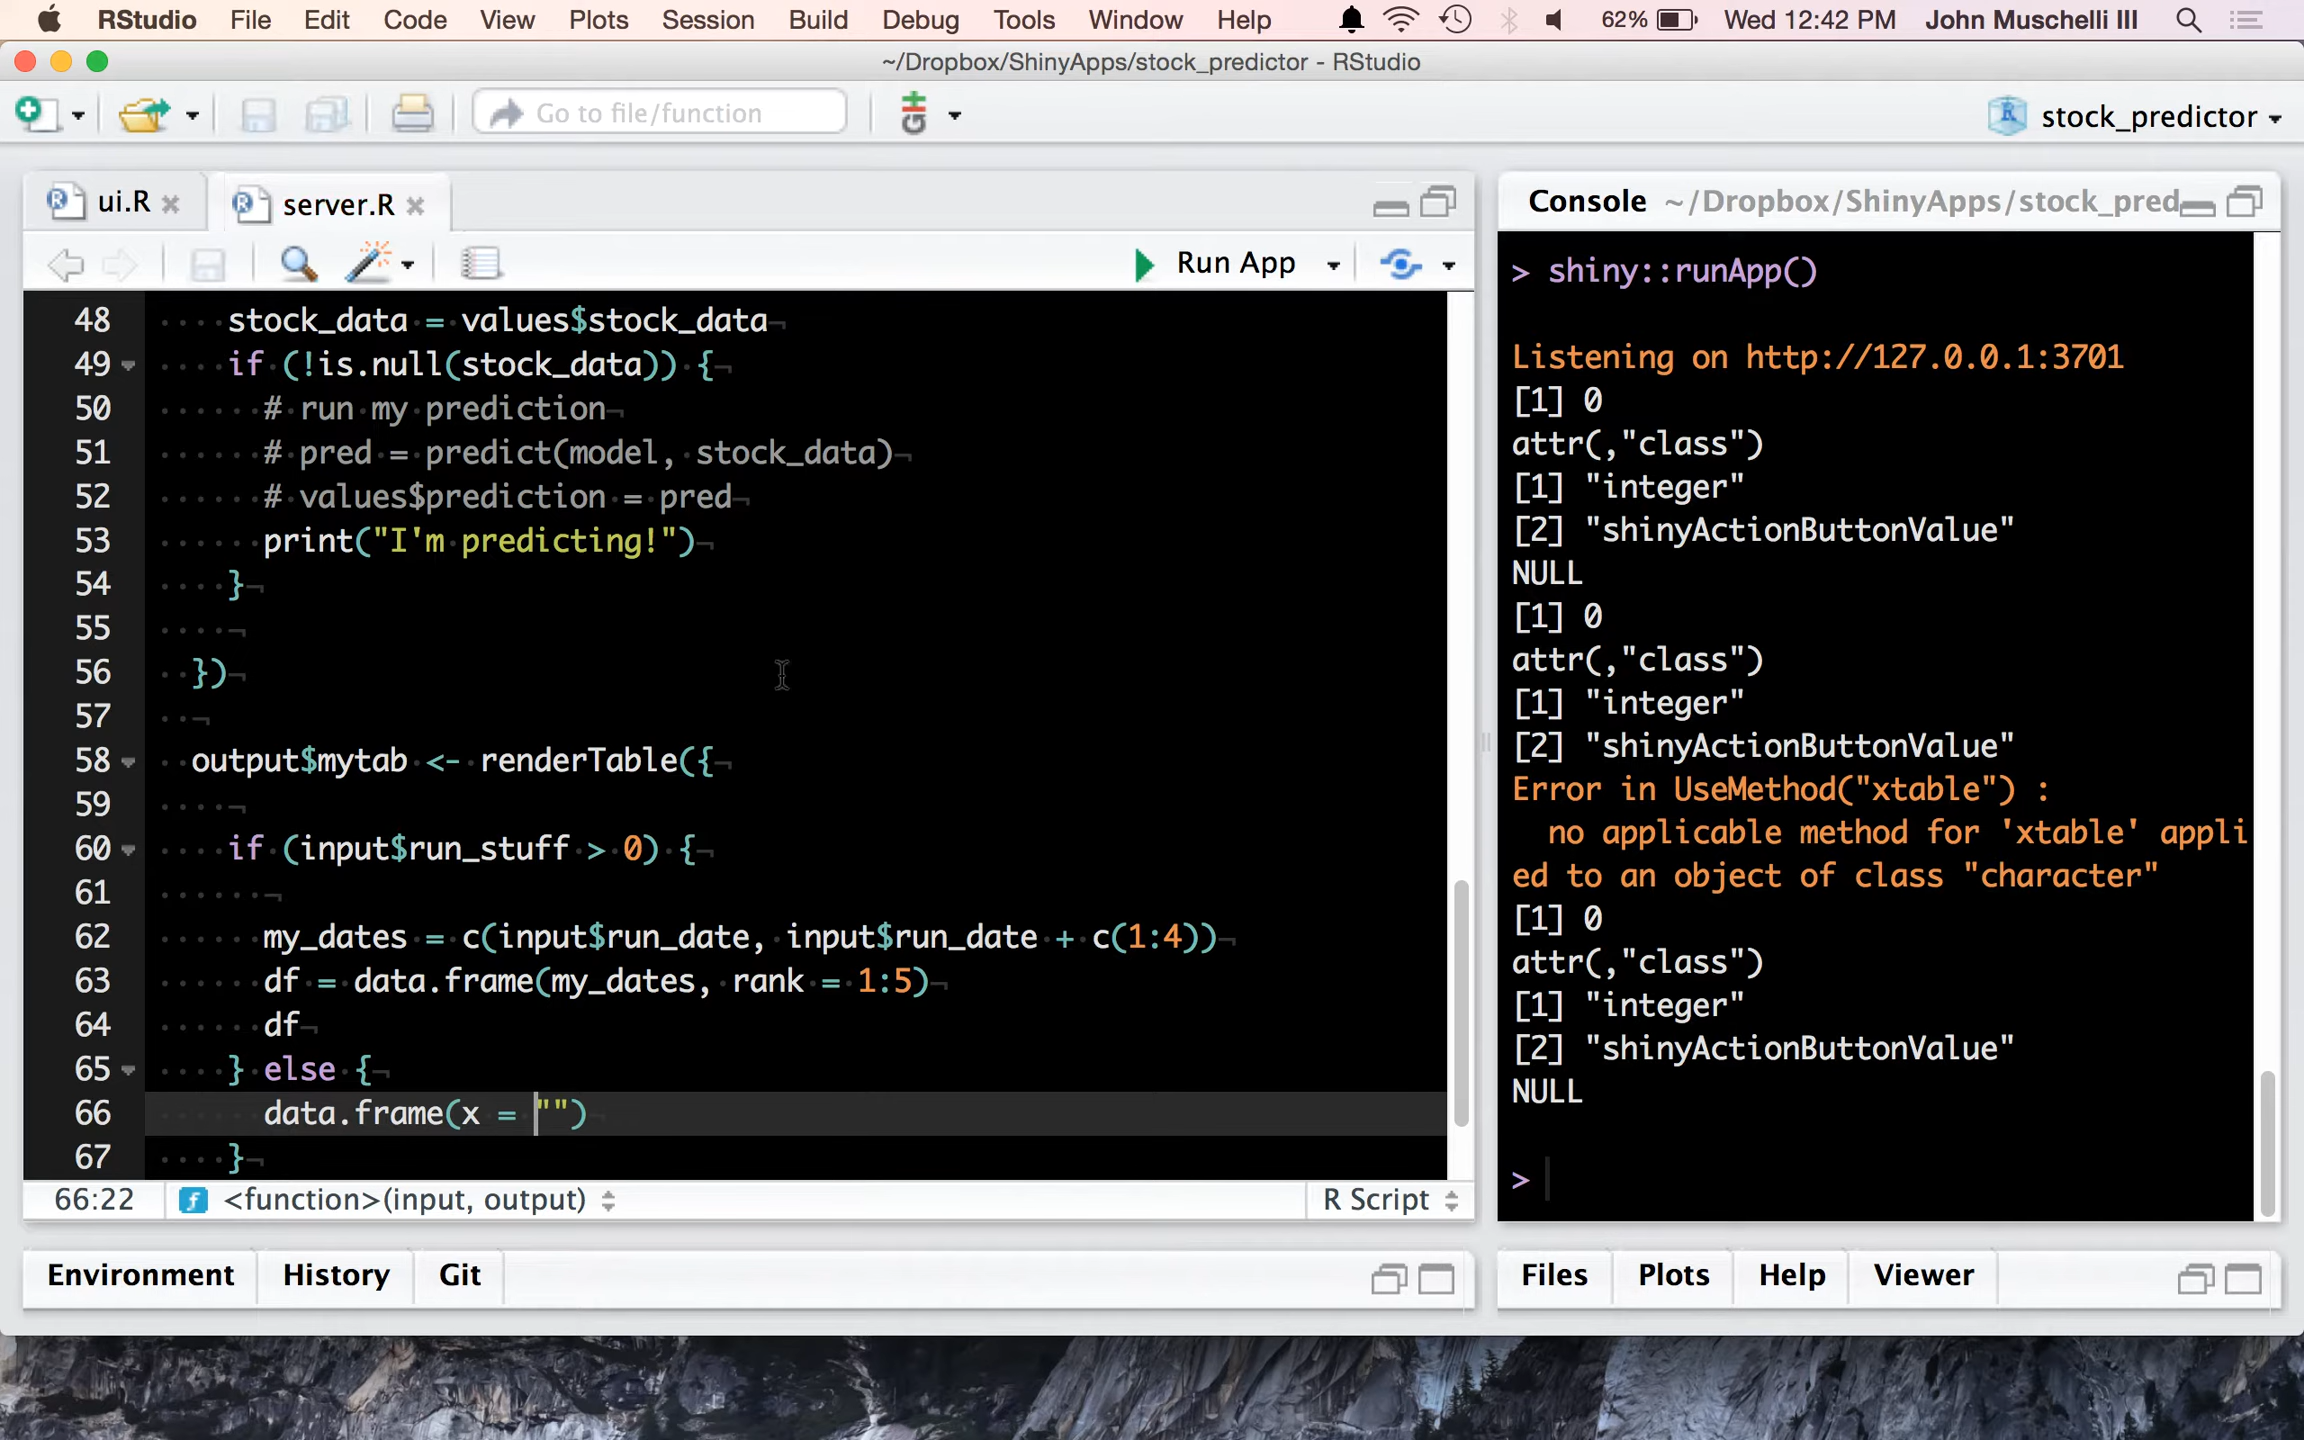 RStudio File Edit Code View Plots Session Build Debug Tools Window Help 62% Wed 12:42 PM John Muschelli III
~/Dropbox/ShinyApps/stock_predictor - RStudio
Go to file/function
stock_predictor
ui.R
server.R
Run App
48 stock_data = values$stock_data
49 if (!is.null(stock_data)) {
50 # run my prediction
51 # pred = predict(model, stock_data)
52 # values$prediction = pred
53 print("I'm predicting!")
54 }
55
56 })
57
58 output$mytab <- renderTable({
59
60 if (input$run_stuff > 0) {
61
62 my_dates = c(input$run_date, input$run_date + c(1:4))
63 df = data.frame(my_dates, rank = 1:5)
64 df
65 } else {
66 data.frame(x = "")
67 }
66:22 <function>(input, output) R Script
Environment History Git
Console ~/Dropbox/ShinyApps/stock_pred
> shiny::runApp()
Listening on http://127.0.0.1:3701
[1] 0
attr(,"class")
[1] "integer"
[2] "shinyActionButtonValue"
NULL
[1] 0
attr(,"class")
[1] "integer"
[2] "shinyActionButtonValue"
Error in UseMethod("xtable") :
no applicable method for 'xtable' appli
ed to an object of class "character"
[1] 0
attr(,"class")
[1] "integer"
[2] "shinyActionButtonValue"
NULL
>
Files Plots Help Viewer